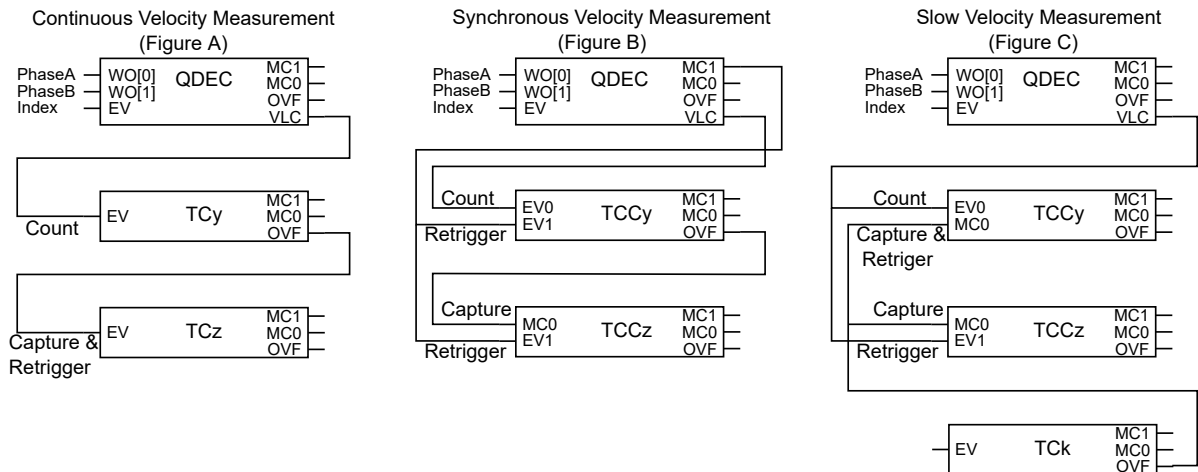 Continuous Velocity Measurement
(Figure A)
PhaseA
PhaseB
Index
WO[0]
WO[1]
EV
QDEC
MC1
MC0
OVF
VLC
Count
EV
TCy
MC1
MC0
OVF
Capture &
Retrigger
EV
TCz
MC1
MC0
OVF
Synchronous Velocity Measurement
(Figure B)
PhaseA
PhaseB
Index
WO[0]
WO[1]
EV
QDEC
MC1
MC0
OVF
VLC
Count
Retrigger
EV0
EV1
TCCy
MC1
MC0
OVF
Capture
Retrigger
MC0
EV1
TCCz
MC1
MC0
OVF
Slow Velocity Measurement
(Figure C)
PhaseA
PhaseB
Index
WO[0]
WO[1]
EV
QDEC
MC1
MC0
OVF
VLC
Count
Capture &
Retriger
EV0
MC0
TCCy
MC1
MC0
OVF
Capture
Retrigger
MC0
EV1
TCCz
MC1
MC0
OVF
EV
TCk
MC1
MC0
OVF